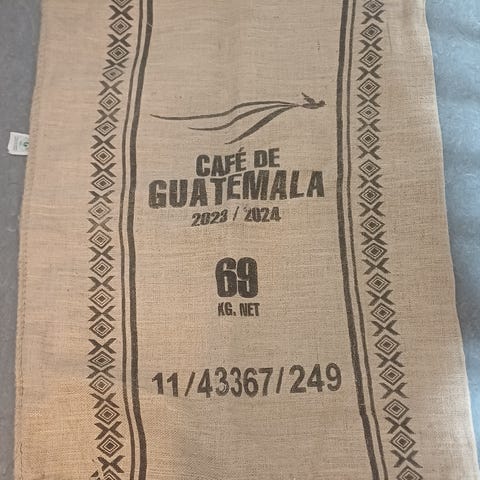 CAFÉ DE
GUATEMALA
2023 / 2024
69
KG. NET
11/43367/249